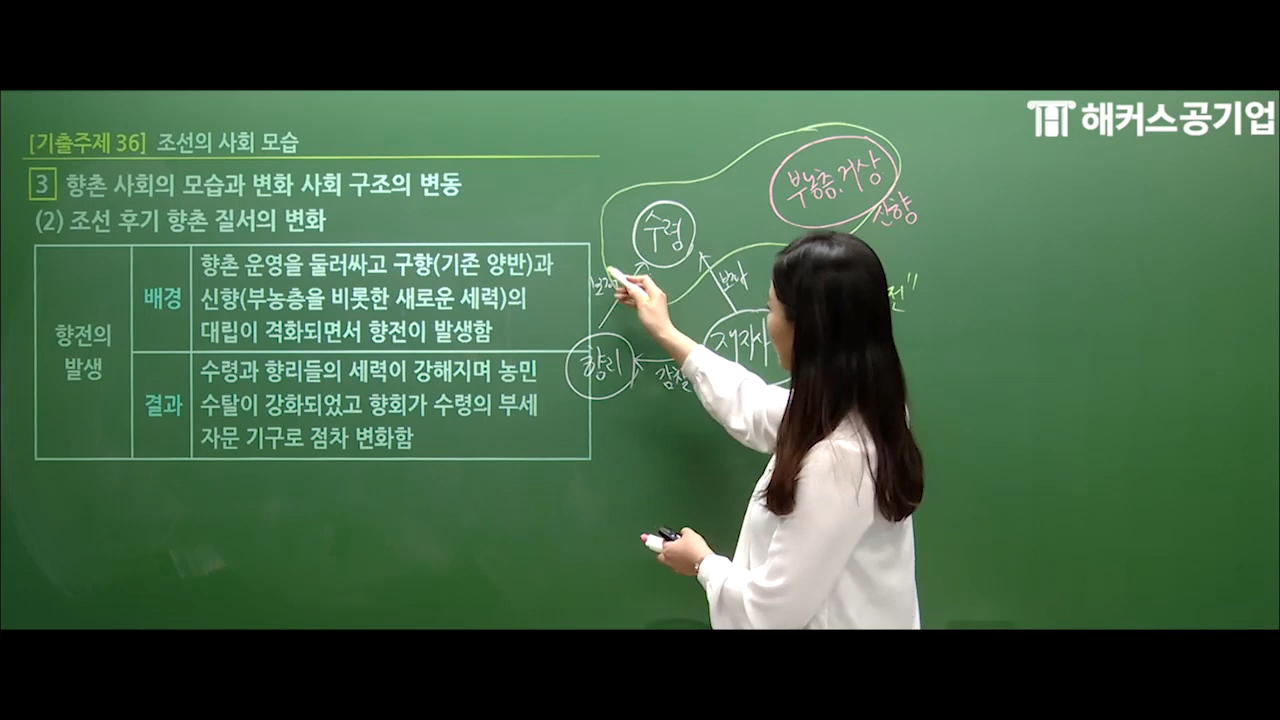 해커스공기업
[기출주제 36] 조선의 사회 모습
3 향촌 사회의 모습과 변화 사회 구조의 변동
(2) 조선 후기 향촌 질서의 변화
향전의
발생
배경
향촌 운영을 둘러싸고 구향(기존 양반)과
신향(부농층을 비롯한 새로운 세력)의
대립이 격화되면서 향전이 발생함
결과
수령과 향리들의 세력이 강해지며 농민
수탈이 강화되었고 향회가 수령의 부세
자문 기구로 점차 변화함
부농층, 거상
신향
수령
보좌
전"
향리
감찰